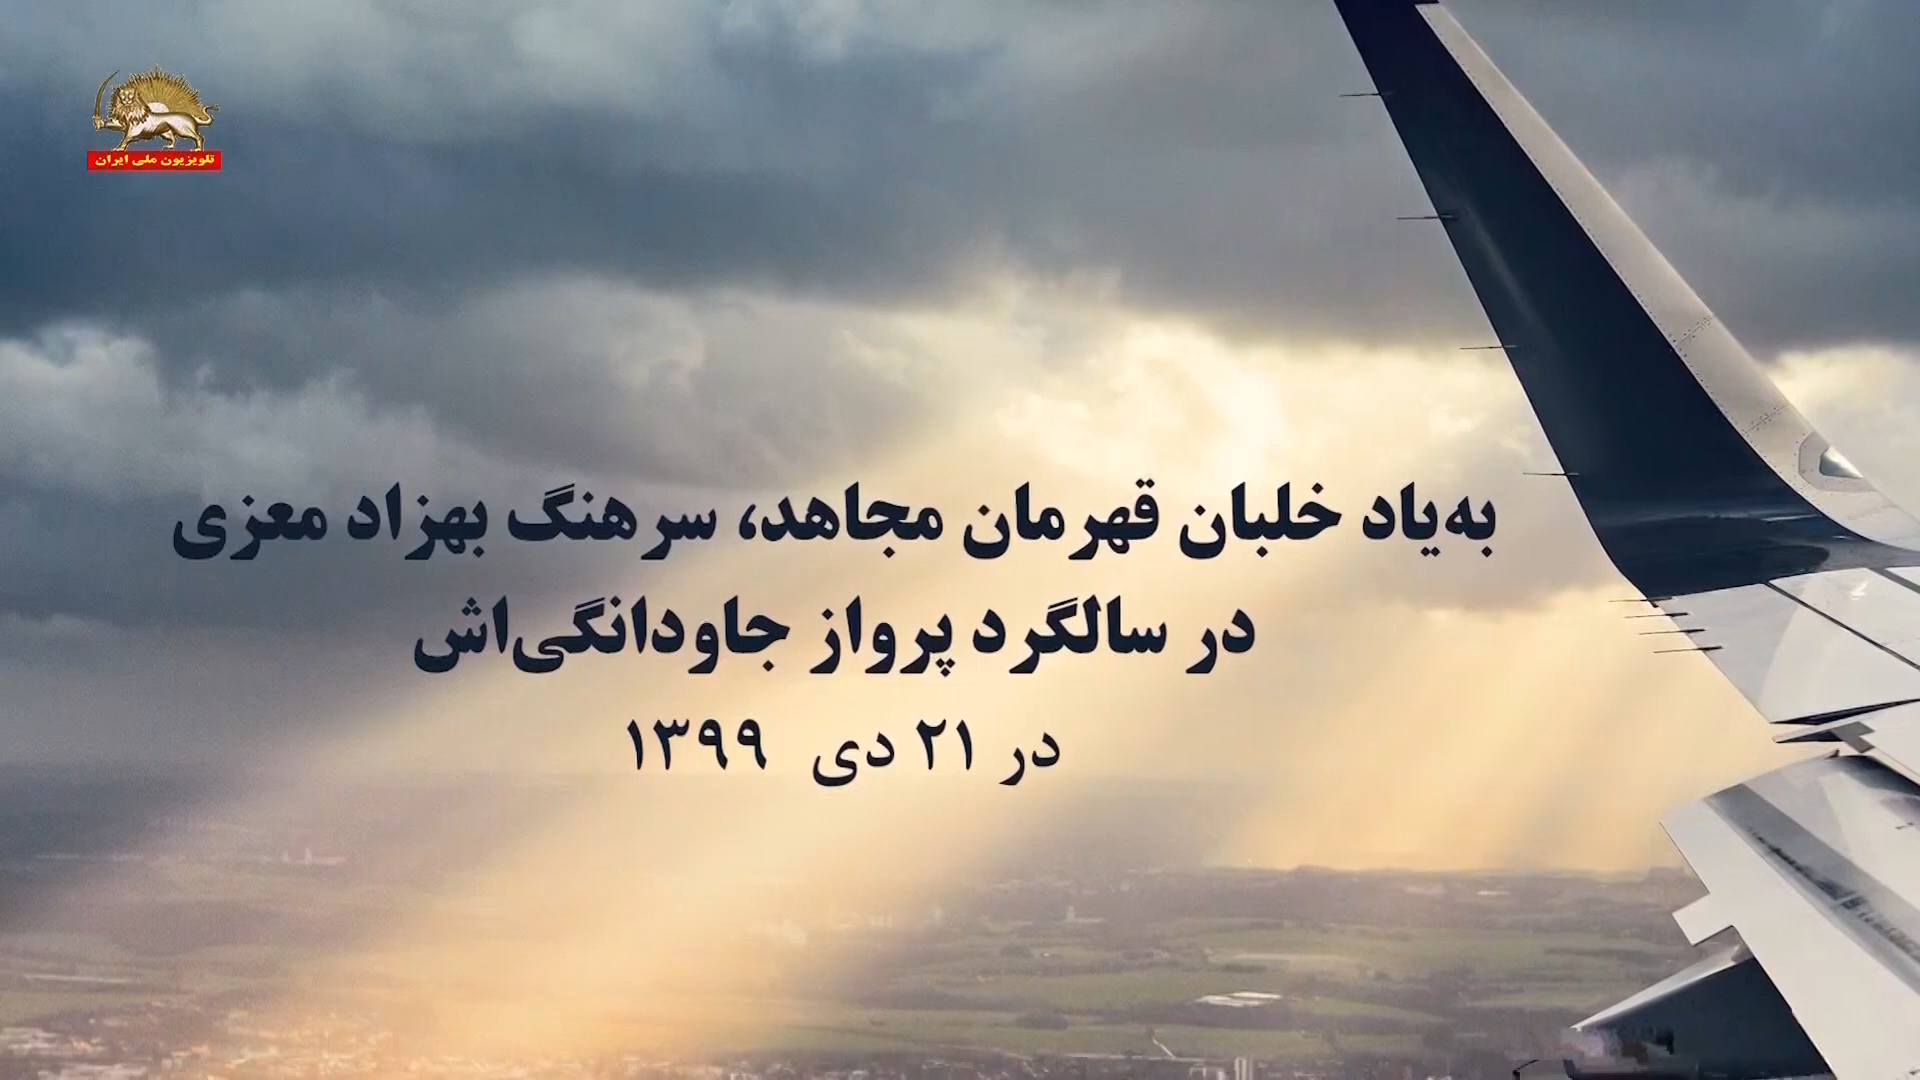 تلویزیون ملی ایران
به‌یاد خلبان قهرمان مجاهد، سرهنگ بهزاد معزی
در سالگرد پرواز جاودانگی‌اش
در ۲۱ دی ۱۳۹۹